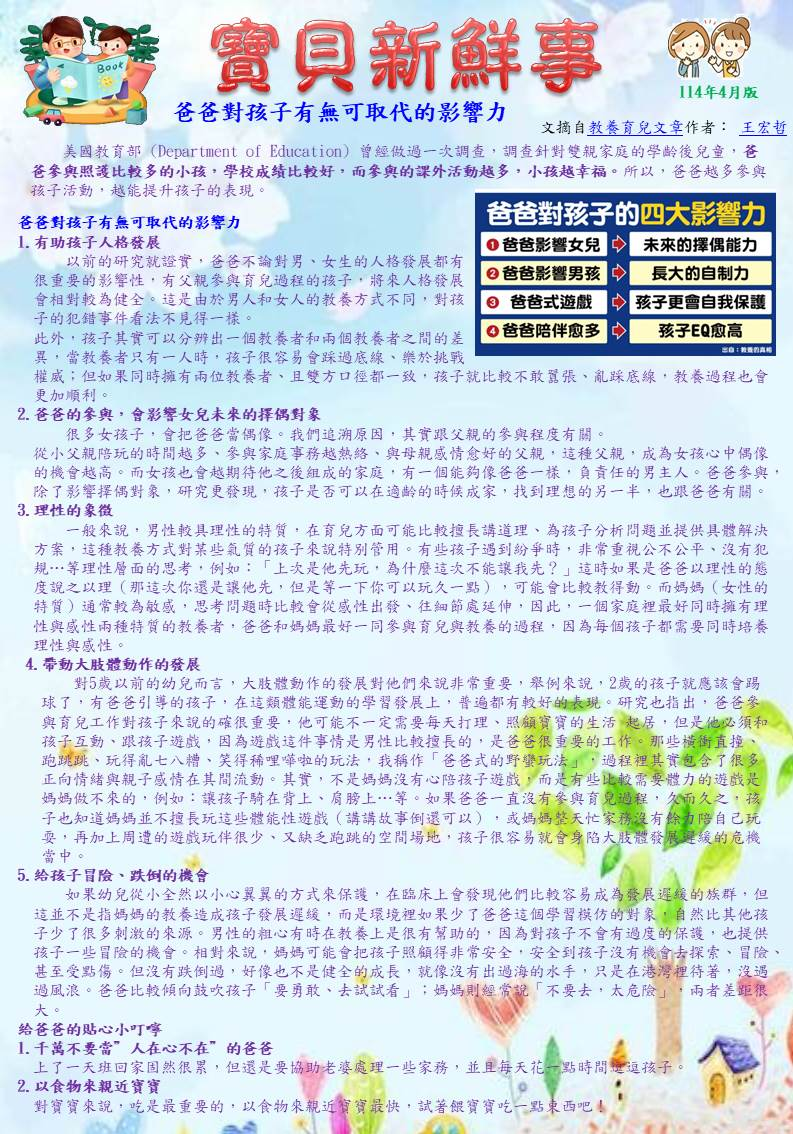 Book
寶貝新鮮事
114年4月版
爸爸對孩子有無可取代的影響力
文摘自教養育兒文章作者： 王宏哲
美國教育部 (Department of Education) 曾經做過一次調查，調查針對雙親家庭的學齡後兒童，爸
爸參與照護比較多的小孩，學校成績比較好，而參與的課外活動越多，小孩越幸福。所以，爸爸越多參與
孩子活動，越能提升孩子的表現。
爸爸對孩子有無可取代的影響力
1.有助孩子人格發展
以前的研究就證實，爸爸不論對男、女生的人格發展都有
很重要的影響性，有父親參與育兒過程的孩子，將來人格發展
會相對較為健全。這是由於男人和女人的教養方式不同，對孩
子的犯錯事件看法不見得一樣。
此外，孩子其實可以分辨出一個教養者和兩個教養者之間的差
異，當教養者只有一人時，孩子很容易會踩過底線、樂於挑戰
權威；但如果同時擁有兩位教養者、且雙方口徑都一致，孩子就比較不敢囂張、亂踩底線，教養過程也會
更加順利。
爸爸對孩子的四大影響力
1 爸爸影響女兒 未來的擇偶能力
2 爸爸影響男孩 長大的自制力
3 爸爸式遊戲 孩子更會自我保護
4 爸爸陪伴愈多 孩子EQ愈高
出自：教養的真相
2.爸爸的參與，會影響女兒未來的擇偶對象
很多女孩子，會把爸爸當偶像。我們追溯原因，其實跟父親的參與程度有關。
從小父親陪玩的時間越多、參與家庭事務越熱絡、與母親感情愈好的父親，這種父親，成為女孩心中偶像
的機會越高。而女孩也會越期待他之後組成的家庭，有一個能夠像爸爸一樣，負責任的男主人。爸爸參與，
除了影響擇偶對象，研究更發現，孩子是否可以在適齡的時候成家，找到理想的另一半，也跟爸爸有關。
3.理性的象徵
一般來說，男性較具理性的特質，在育兒方面可能比較擅長講道理、為孩子分析問題並提供具體解決
方案，這種教養方式對某些氣質的孩子來說特別管用。有些孩子遇到紛爭時，非常重視公不公平、沒有犯
規…等理性層面的思考，例如：「上次是他先玩，為什麼這次不能讓我先？」這時如果是爸爸以理性的態
度說之以理（那這次你還是讓他先，但是等一下你可以玩久一點），可能會比較教得動。而媽媽（女性的
特質）通常較為敏感，思考問題時比較會從感性出發、往細節處延伸，因此，一個家庭裡最好同時擁有理
性與感性兩種特質的教養者，爸爸和媽媽最好一同參與育兒與教養的過程，因為每個孩子都需要同時培養
理性與感性。
4.帶動大肢體動作的發展
對5歲以前的幼兒而言，大肢體動作的發展對他們來說非常重要，舉例來說，2歲的孩子就應該會踢
球了，有爸爸引導的孩子，在這類體能運動的學習發展上，普遍都有較好的表現。研究也指出，爸爸參
與育兒工作對孩子來說的確很重要，他可能不一定需要每天打理、照顧寶寶的生活 起居，但是他必須和
孩子互動、跟孩子遊戲，因為遊戲這件事情是男性比較擅長的，是爸爸很重要的工作。那些橫衝直撞、
跑跳跳、玩得亂七八糟、笑得稀哩嘩啦的玩法，我稱作「爸爸式的野蠻玩法」，過程裡其實包含了很多
正向情緒與親子感情在其間流動。其實，不是媽媽沒有心陪孩子遊戲，而是有些比較需要體力的遊戲是
媽媽做不來的，例如：讓孩子騎在背上、肩膀上…等。如果爸爸一直沒有參與育兒過程，久而久之，孩
子也知道媽媽並不擅長玩這些體能性遊戲（講講故事倒還可以），或媽媽整天忙家務沒有餘力陪自己玩
耍，再加上周遭的遊戲玩伴很少、又缺乏跑跳的空間場地，孩子很容易就會身陷大肢體發展遲緩的危機
當中。
5.給孩子冒險、跌倒的機會
如果幼兒從小全然以小心翼翼的方式來保護，在臨床上會發現他們比較容易成為發展遲緩的族群，但
這並不是指媽媽的教養造成孩子發展遲緩，而是環境裡如果少了爸爸這個學習模仿的對象，自然比其他孩
子少了很多刺激的來源。男性的粗心有時在教養上是很有幫助的，因為對孩子不會有過度的保護，也提供
孩子一些冒險的機會。相對來說，媽媽可能會把孩子照顧得非常安全，安全到孩子沒有機會去探索、冒險、
甚至受點傷。但沒有跌倒過，好像也不是健全的成長，就像沒有出過海的水手，只是在港灣裡待著，沒遇
過風浪。爸爸比較傾向鼓吹孩子「要勇敢、去試試看」；媽媽則經常說「不要去，太危險」，兩者差距很
大。
給爸爸的貼心小叮嚀
1.千萬不要當”人在心不在”的爸爸
上了一天班回家固然很累，但還是要協助老婆處理一些家務，並且每天花一點時間逗逗孩子。
2.以食物來親近寶寶
對寶寶來說，吃是最重要的，以食物來親近寶寶最快，試著餵寶寶吃一點東西吧！